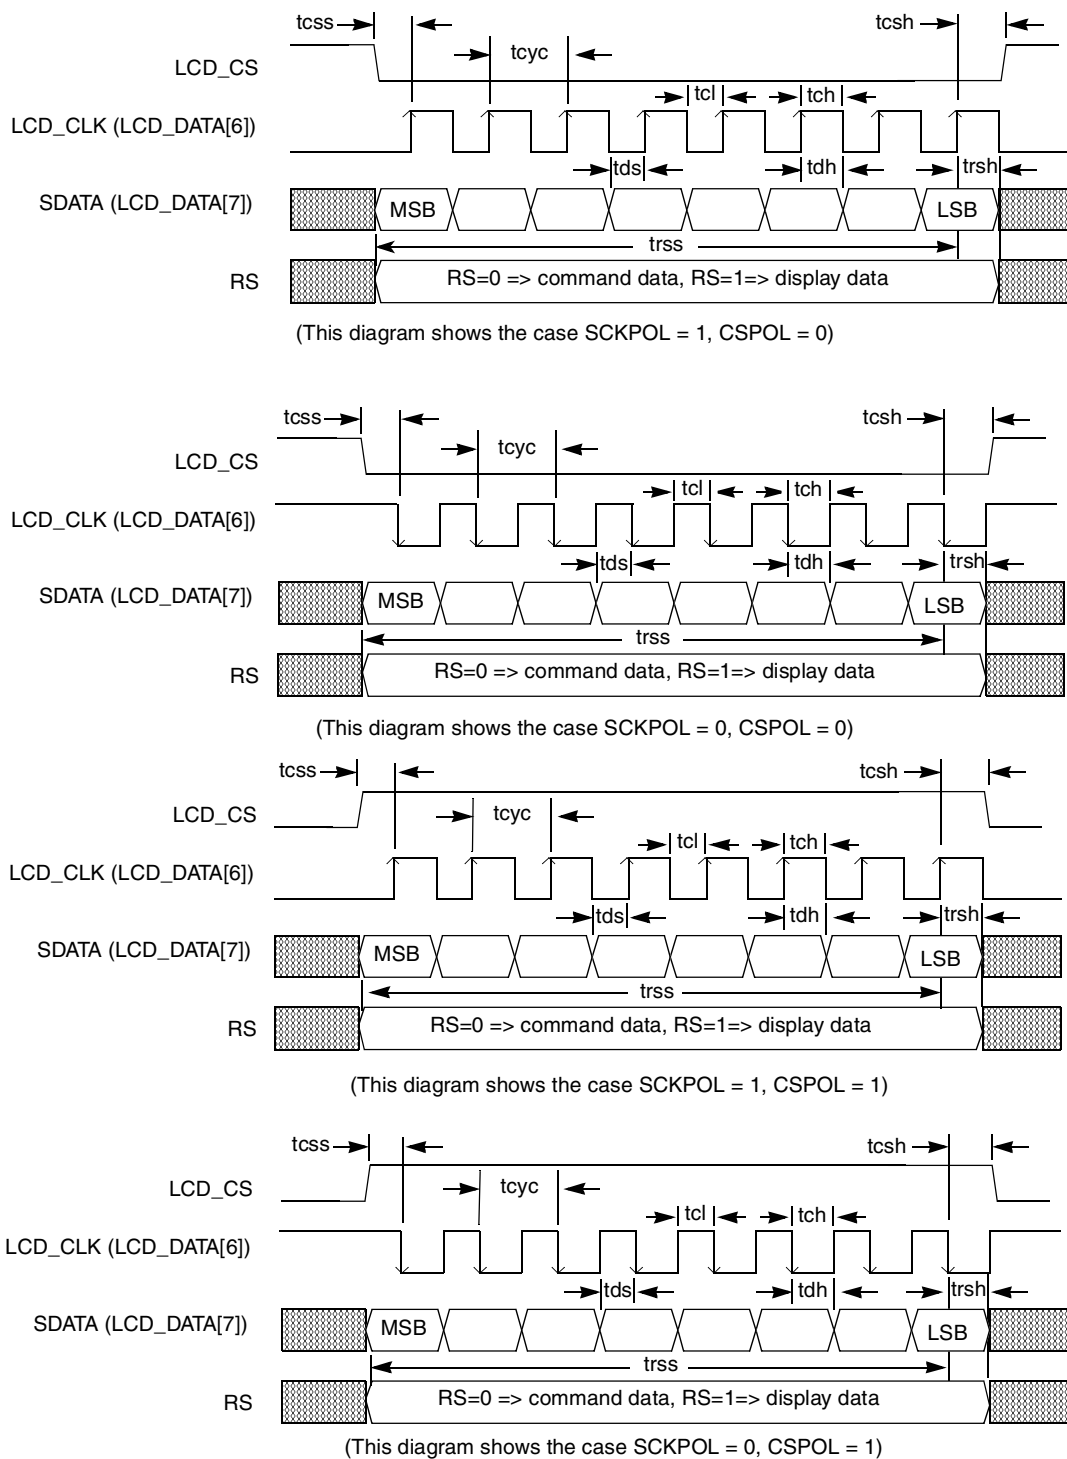 tcss
tcsh
tcyc
LCD_CS
tcl
tch
LCD_CLK (LCD_DATA[6])
tds
tdh
trsh
SDATA (LCD_DATA[7])
MSB
LSB
trss
RS
RS=0 => command data, RS=1=> display data
(This diagram shows the case SCKPOL = 1, CSPOL = 0)
tcss
tcsh
tcyc
LCD_CS
tcl
tch
LCD_CLK (LCD_DATA[6])
tds
tdh
trsh
SDATA (LCD_DATA[7])
MSB
LSB
trss
RS
RS=0 => command data, RS=1=> display data
(This diagram shows the case SCKPOL = 0, CSPOL = 0)
tcss
tcsh
tcyc
LCD_CS
tcl
tch
LCD_CLK (LCD_DATA[6])
tds
tdh
trsh
SDATA (LCD_DATA[7])
MSB
LSB
trss
RS
RS=0 => command data, RS=1=> display data
(This diagram shows the case SCKPOL = 1, CSPOL = 1)
tcss
tcsh
tcyc
LCD_CS
tcl
tch
LCD_CLK (LCD_DATA[6])
tds
tdh
trsh
SDATA (LCD_DATA[7])
MSB
LSB
trss
RS
RS=0 => command data, RS=1=> display data
(This diagram shows the case SCKPOL = 0, CSPOL = 1)